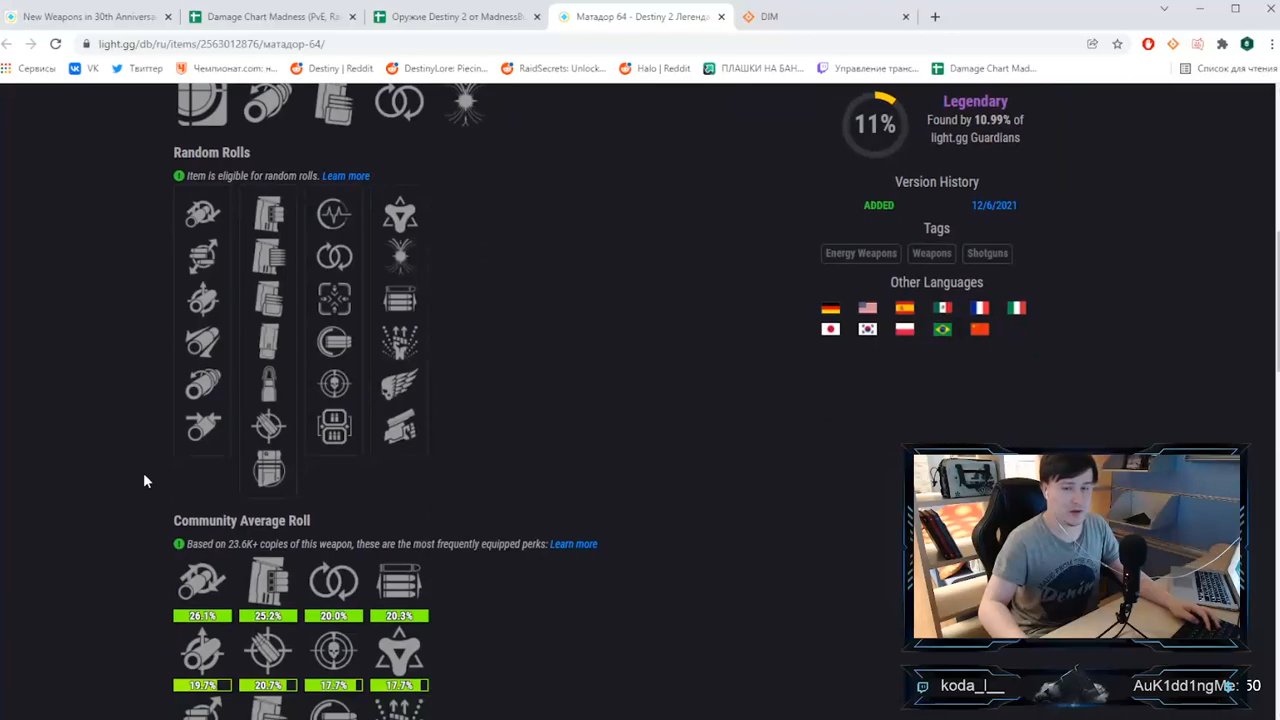 New Weapons in 30th Anniversa
Damage Chart Madness (PvE, Ra
Оружие Destiny 2 от MadnessB
Матадор 64 - Destiny 2 Легенда
DIM
light.gg/db/ru/items/2563012876/матадор-64/
Сервисы
VK
Твиттер
Чемпионат.com: н...
Destiny | Reddit
DestinyLore: Piecin...
RaidSecrets: Unlock...
Halo | Reddit
ПЛАШКИ НА БАН...
Управление транс...
Damage Chart Mad...
Список для чтения
11%
Legendary
Found by 10.99% of
light.gg Guardians
Random Rolls
Item is eligible for random rolls. Learn more
Version History
ADDED 12/6/2021
Tags
Energy Weapons
Weapons
Shotguns
Other Languages
Community Average Roll
Based on 23.6K+ copies of this weapon, these are the most frequently equipped perks: Learn more
26.1% 25.2% 20.0% 20.3%
19.7% 20.7% 17.7% 17.7%
koda_l__
AuK1dd1ngMe: 50